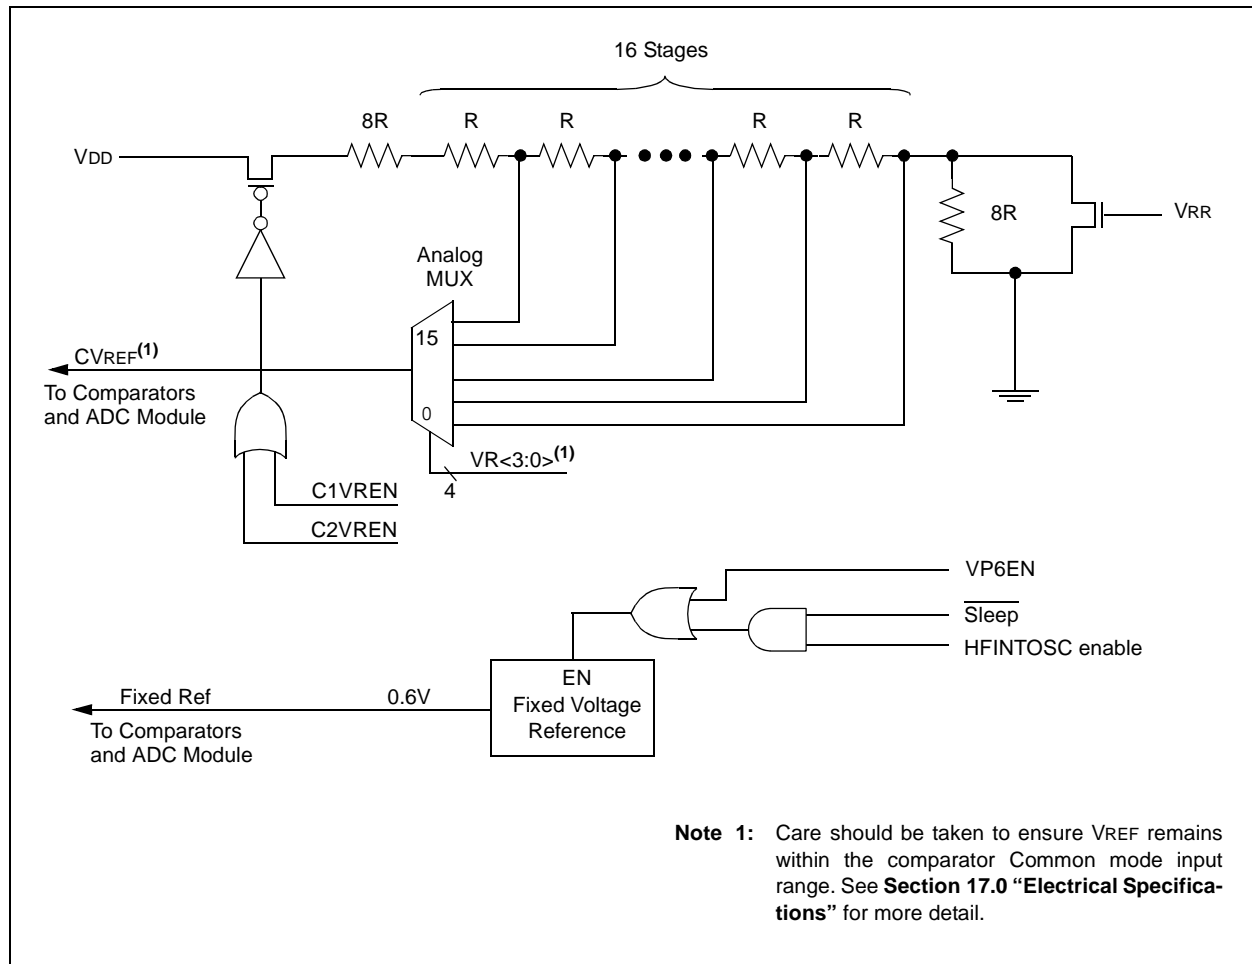 16 Stages
8R R R R R
VDD
8R
VRR
Analog
MUX
15
CVREF(1)
To Comparators
and ADC Module
0
VR<3:0>(1)
4
C1VREN
C2VREN
VP6EN
Sleep
HFINTOSC enable
EN
Fixed Voltage
Reference
Fixed Ref 0.6V
To Comparators
and ADC Module
Note 1: Care should be taken to ensure VREF remains
within the comparator Common mode input
range. See Section 17.0 “Electrical Specifica-
tions” for more detail.